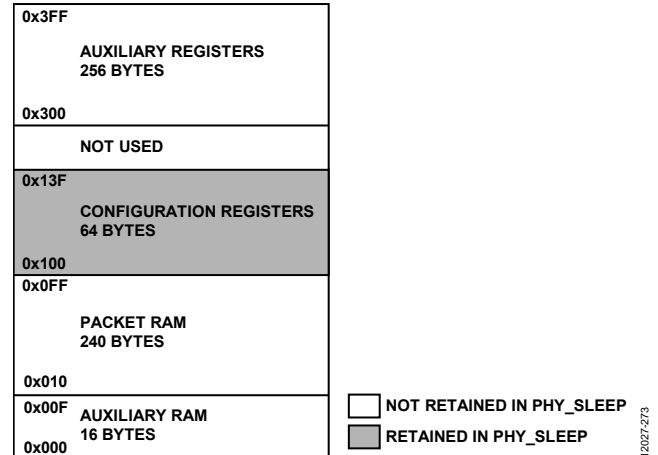 0x3FF
AUXILIARY REGISTERS
256 BYTES
0x300
NOT USED
0x13F
CONFIGURATION REGISTERS
64 BYTES
0x100
0x0FF
PACKET RAM
240 BYTES
0x010
0x00F
AUXILIARY RAM
16 BYTES
0x000
NOT RETAINED IN PHY_SLEEP
RETAINED IN PHY_SLEEP
12027-273